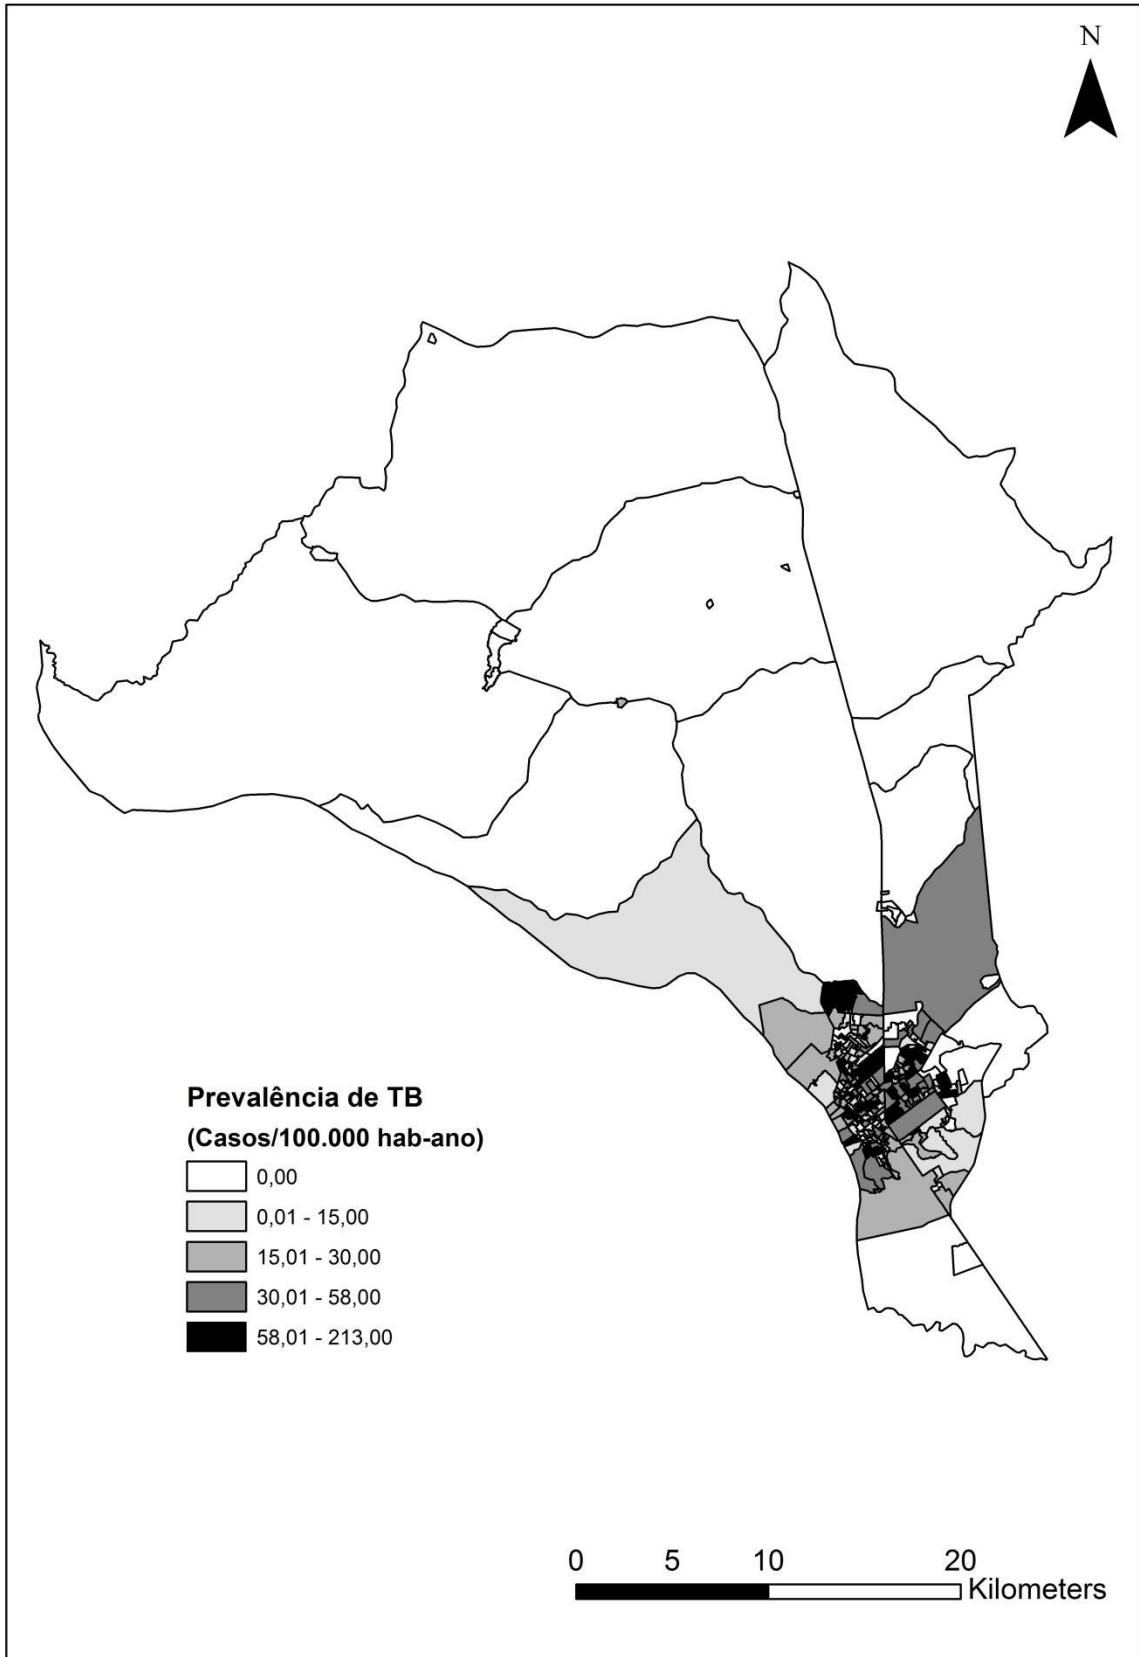 N
Prevalência de TB
(Casos/100.000 hab-ano)
0,00
0,01 - 15,00
15,01 - 30,00
30,01 - 58,00
58,01 - 213,00
0 5 10 20
Kilometers